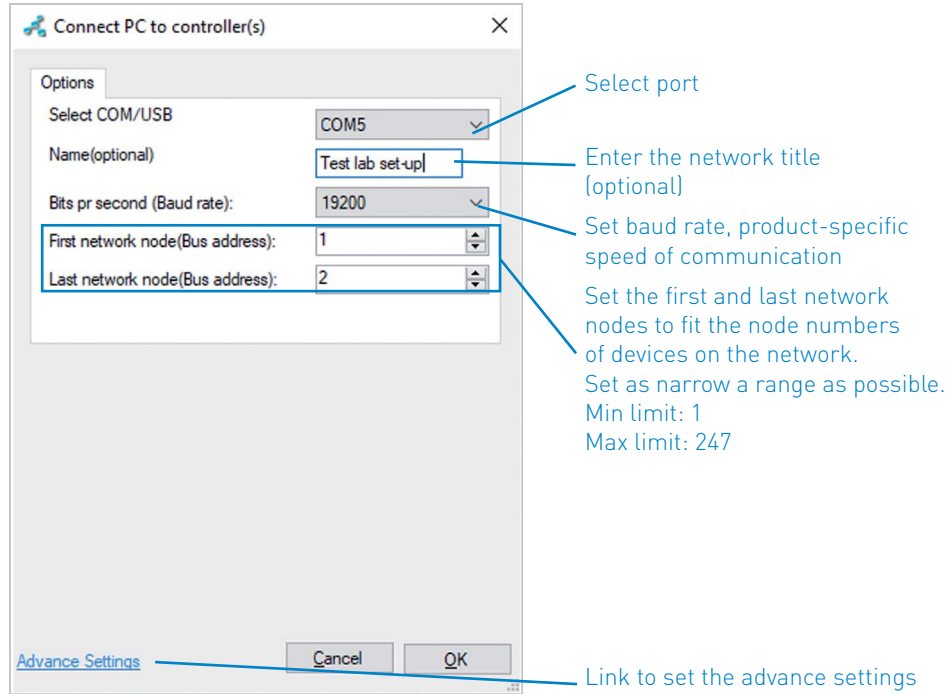 Connect PC to controller(s)
Options
Select COM/USB
COM5
Select port
Name(optional)
Test lab set-up
Enter the network title
(optional)
Bits pr second (Baud rate):
19200
Set baud rate, product-specific
speed of communication
First network node(Bus address):
1
Last network node(Bus address):
2
Set the first and last network
nodes to fit the node numbers
of devices on the network.
Set as narrow a range as possible.
Min limit: 1
Max limit: 247
Advance Settings
Cancel
OK
Link to set the advance settings